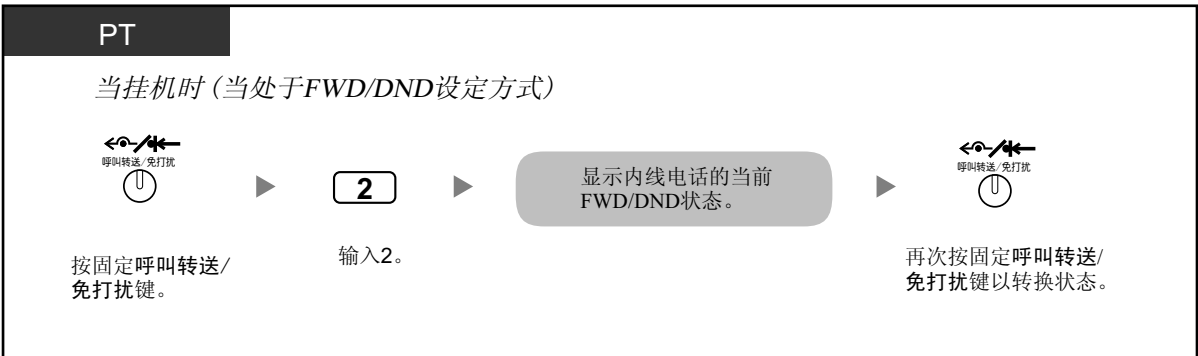 PT
当挂机时（当处于FWD/DND设定方式）
呼叫转送/免打扰
按固定呼叫转送/
免打扰键。
2
输入2。
显示内线电话的当前
FWD/DND状态。
呼叫转送/免打扰
再次按固定呼叫转送/
免打扰键以转换状态。